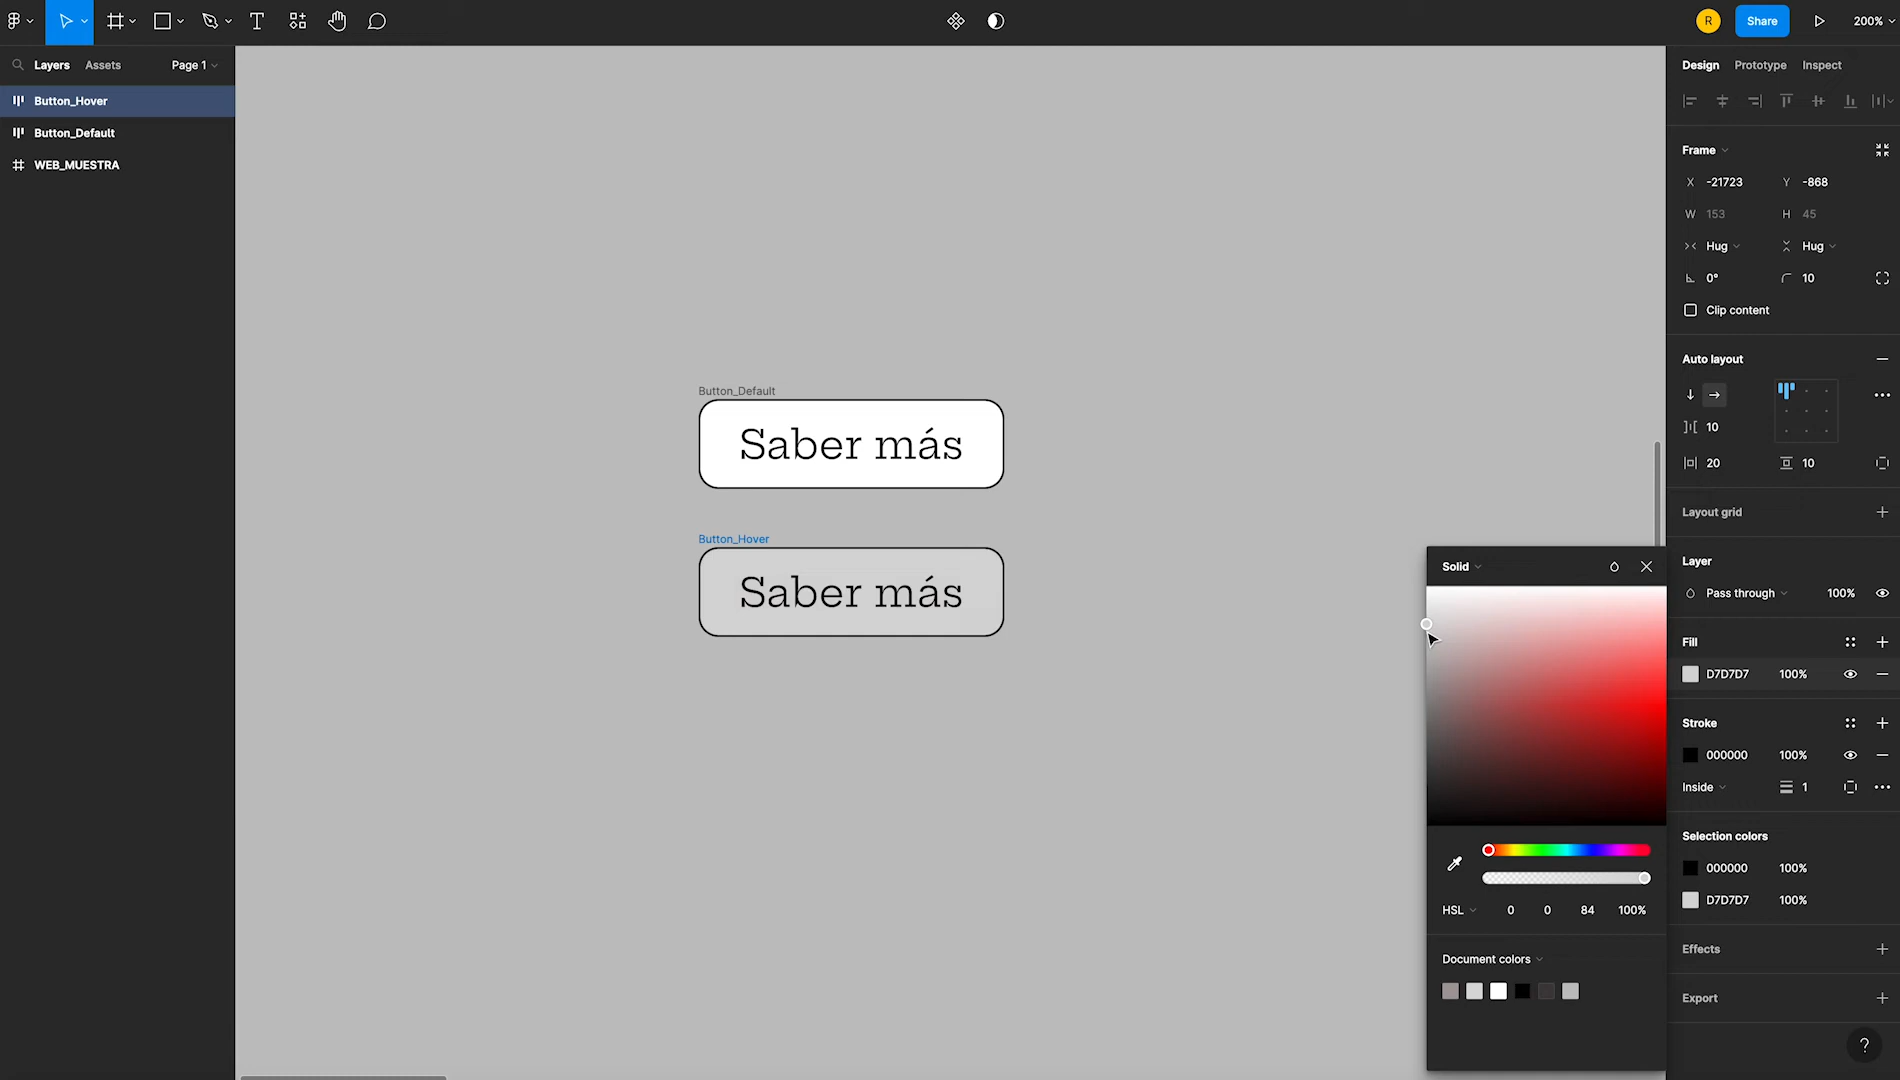 R
Share
200%
Layers
Assets
Page 1
Button_Hover
Button_Default
WEB_MUESTRA
Button_Default
Saber más
Button_Hover
Saber más
Design
Prototype
Inspect
Frame
X -21723 Y -868
W 153 H 45
Hug Hug
0° 10
Clip content
Auto layout
10
20 10
Layout grid
Layer
Pass through 100%
Fill
D7D7D7 100%
Stroke
000000 100%
Inside 1
Selection colors
000000 100%
D7D7D7 100%
Effects
Export
?
Solid
HSL 0 0 84 100%
Document colors